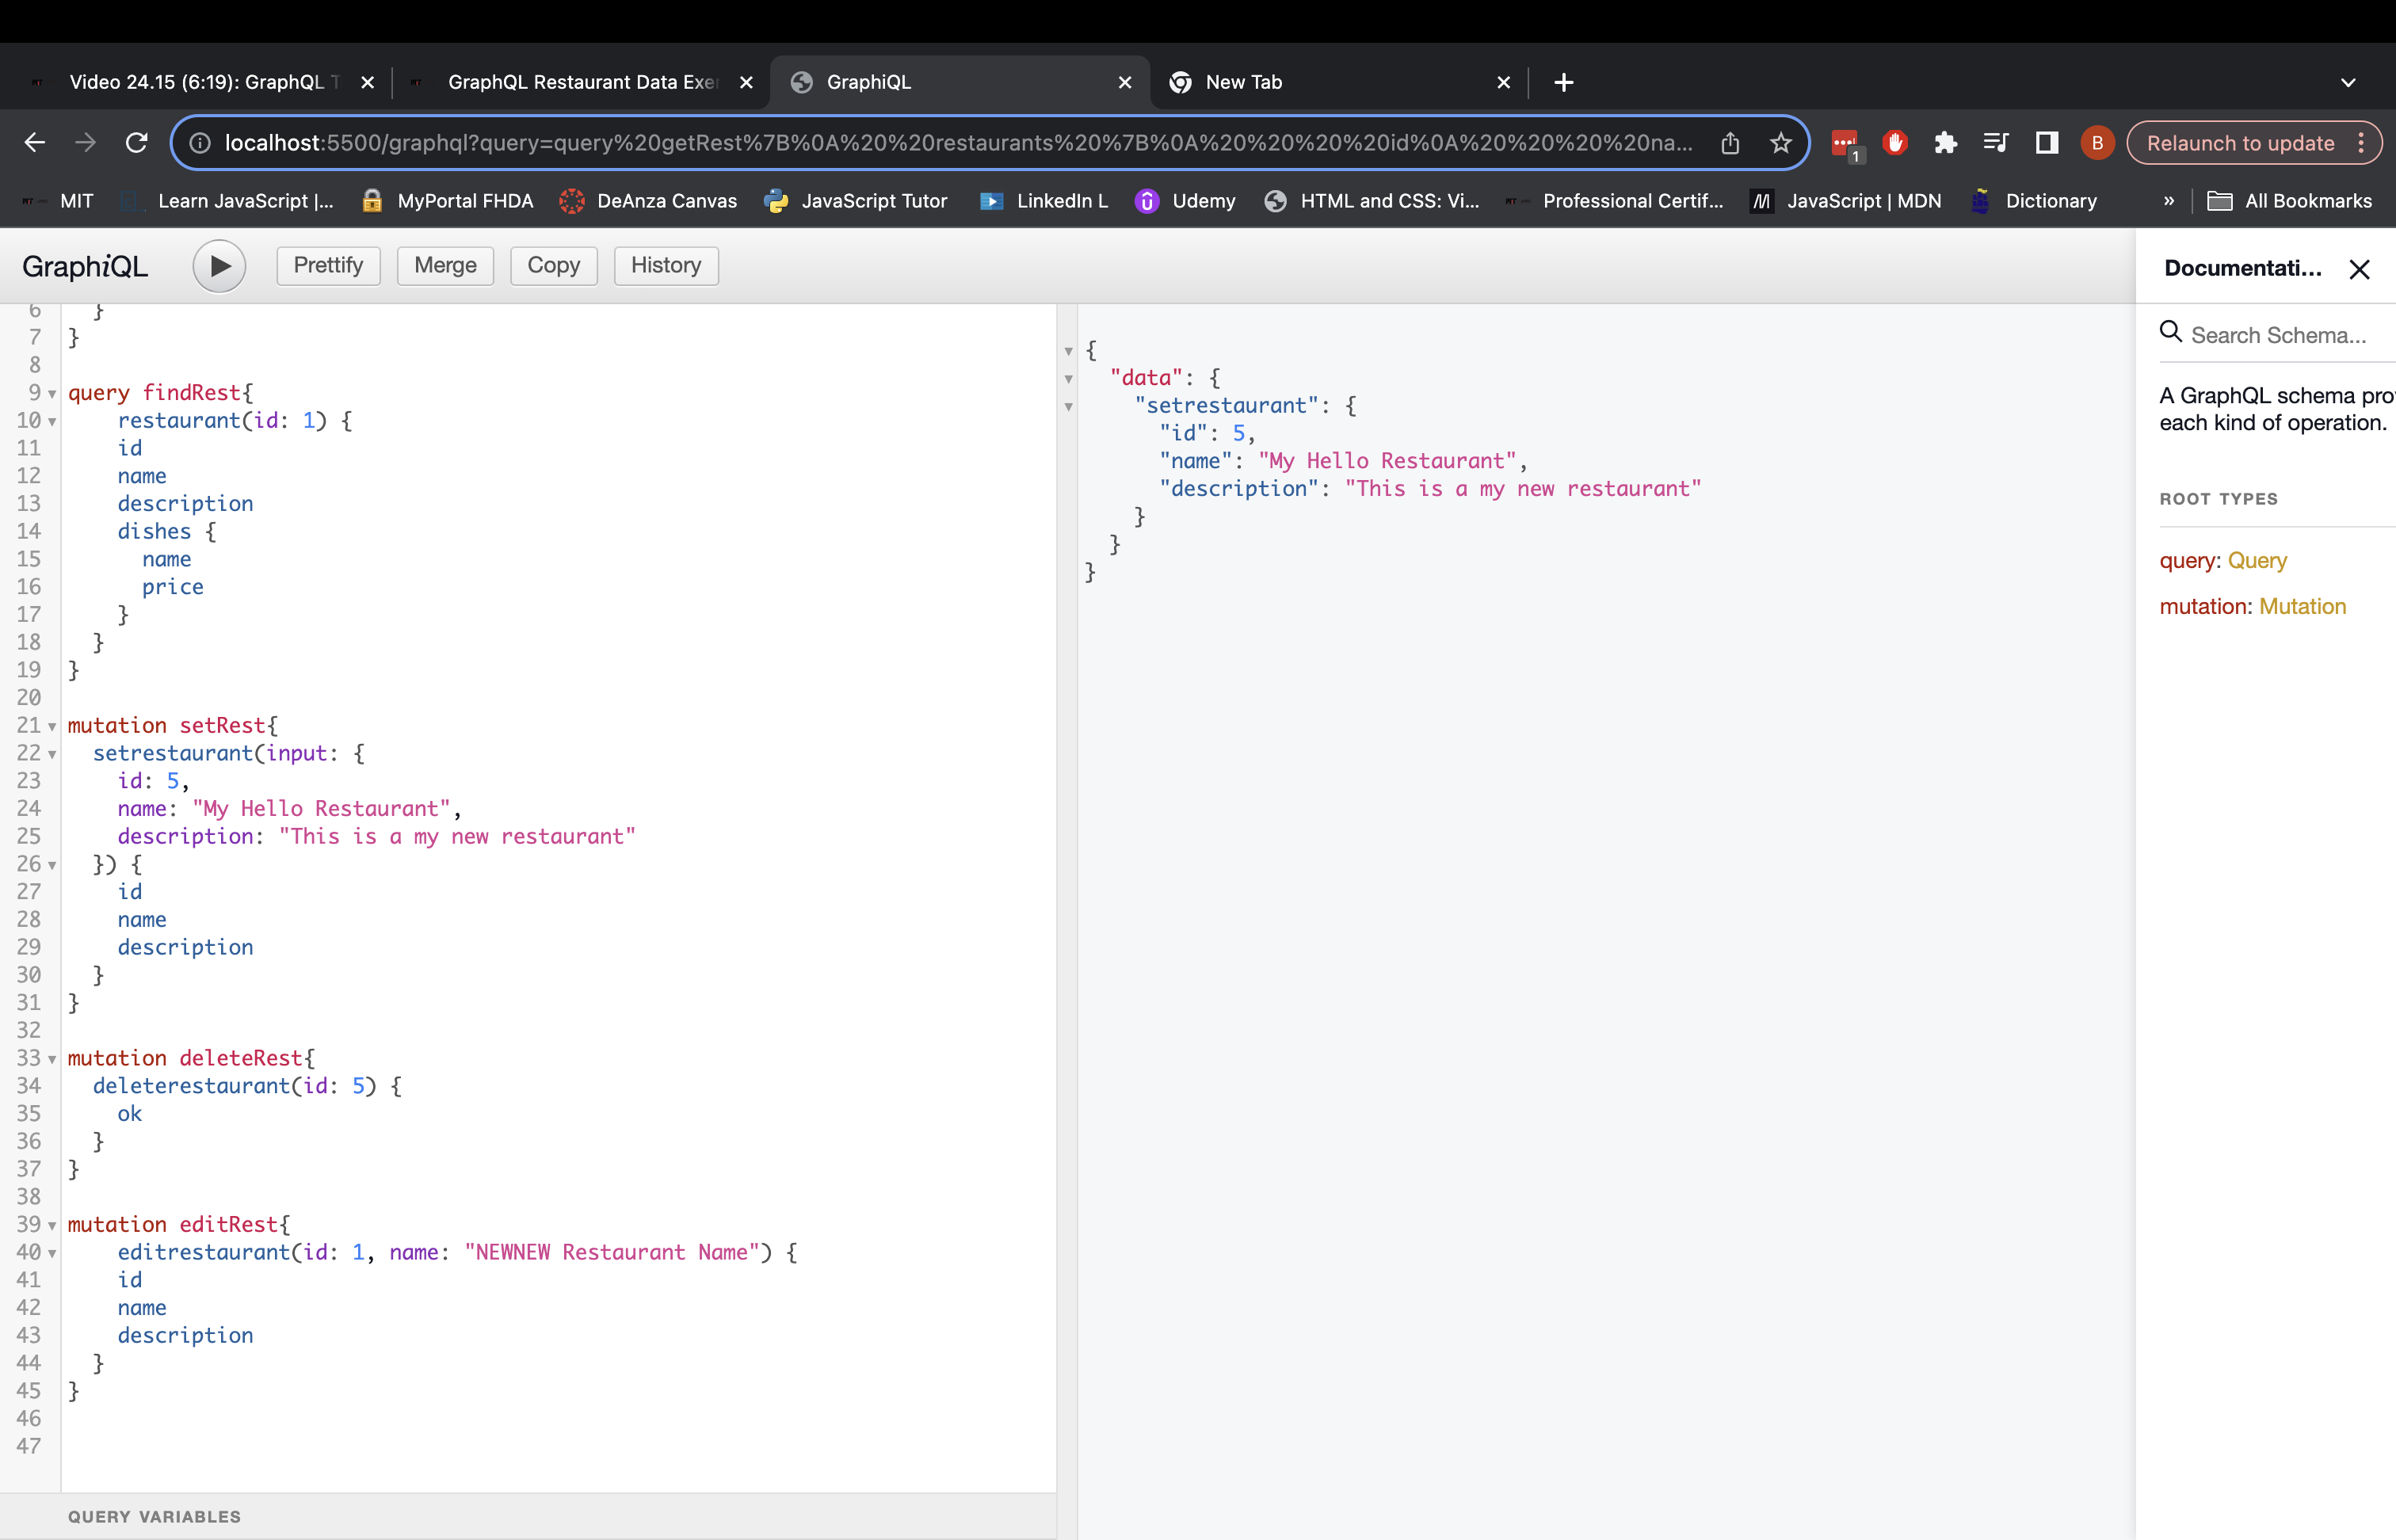 Video 24.15 (6:19): GraphQL T
GraphQL Restaurant Data Exer
GraphiQL
New Tab
localhost:5500/graphql?query=query%20getRest%7B%0A%20%20restaurants%20%7B%0A%20%20%20%20id%0A%20%20%20%20na...
1
B
Relaunch to update
MIT
Learn JavaScript |...
MyPortal FHDA
DeAnza Canvas
JavaScript Tutor
LinkedIn L
Udemy
HTML and CSS: Vi...
Professional Certif...
JavaScript | MDN
Dictionary
»
All Bookmarks
GraphiQL
Prettify
Merge
Copy
History
6   }
7 }
8
9 query findRest{
10     restaurant(id: 1) {
11     id
12     name
13     description
14     dishes {
15       name
16       price
17     }
18   }
19 }
20
21 mutation setRest{
22   setrestaurant(input: {
23     id: 5,
24     name: "My Hello Restaurant",
25     description: "This is a my new restaurant"
26   }) {
27     id
28     name
29     description
30   }
31 }
32
33 mutation deleteRest{
34   deleterestaurant(id: 5) {
35     ok
36   }
37 }
38
39 mutation editRest{
40     editrestaurant(id: 1, name: "NEWNEW Restaurant Name") {
41     id
42     name
43     description
44   }
45 }
46
47
QUERY VARIABLES
{
  "data": {
    "setrestaurant": {
      "id": 5,
      "name": "My Hello Restaurant",
      "description": "This is a my new restaurant"
    }
  }
}
Documentati...
Search Schema...
A GraphQL schema pro
each kind of operation.
ROOT TYPES
query: Query
mutation: Mutation